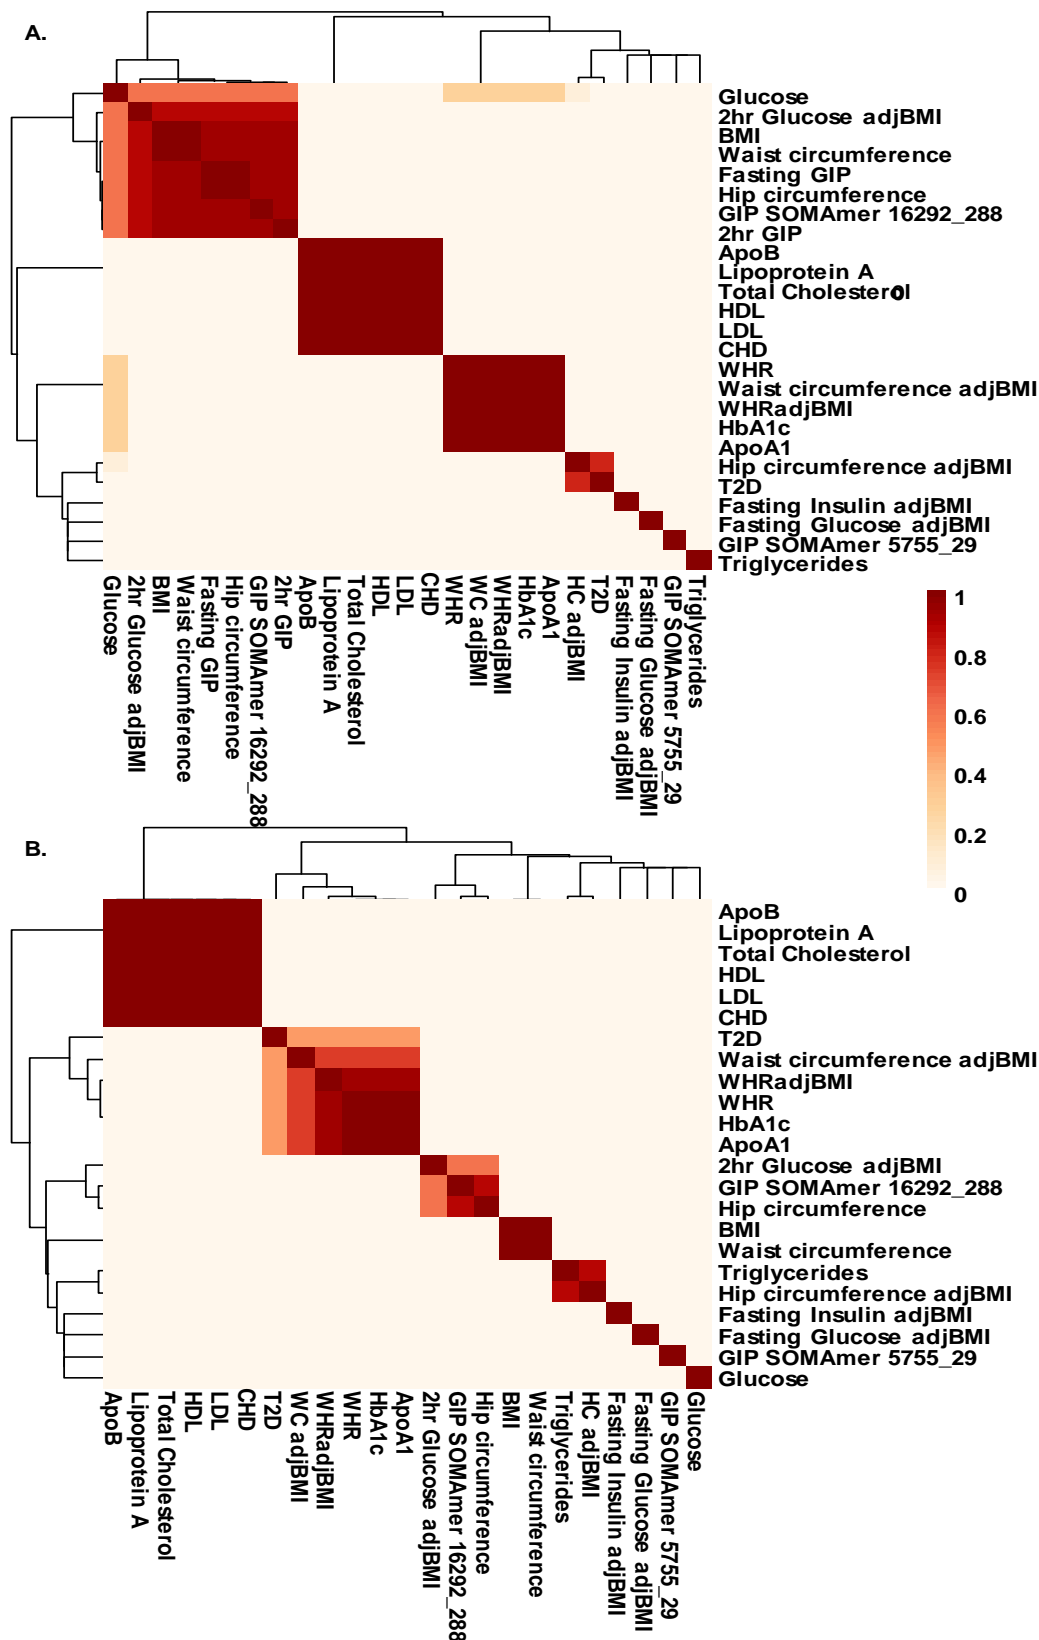 A.
Glucose
2hr Glucose adjBMI
BMI
Waist circumference
Fasting GIP
Hip circumference
GIP SOMAmer 16292_288
2hr GIP
ApoB
Lipoprotein A
Total Cholesterol
HDL
LDL
CHD
WHR
Waist circumference adjBMI
WHRadjBMI
HbA1c
ApoA1
Hip circumference adjBMI
T2D
Fasting Insulin adjBMI
Fasting Glucose adjBMI
GIP SOMAmer 5755_29
Triglycerides
Glucose
2hr Glucose adjBMI
BMI
Waist circumference
Fasting GIP
Hip circumference
GIP SOMAmer 16292_288
2hr GIP
ApoB
Lipoprotein A
Total Cholesterol
HDL
LDL
CHD
WHR
WC adjBMI
WHRadjBMI
HbA1c
ApoA1
HC adjBMI
T2D
Fasting Insulin adjBMI
Fasting Glucose adjBMI
GIP SOMAmer 5755_29
Triglycerides
1
0.8
0.6
0.4
0.2
0
B.
ApoB
Lipoprotein A
Total Cholesterol
HDL
LDL
CHD
T2D
Waist circumference adjBMI
WHRadjBMI
WHR
HbA1c
ApoA1
2hr Glucose adjBMI
GIP SOMAmer 16292_288
Hip circumference
BMI
Waist circumference
Triglycerides
Hip circumference adjBMI
Fasting Insulin adjBMI
Fasting Glucose adjBMI
GIP SOMAmer 5755_29
Glucose
ApoB
Lipoprotein A
Total Cholesterol
HDL
LDL
CHD
T2D
WC adjBMI
WHRadjBMI
WHR
HbA1c
ApoA1
2hr Glucose adjBMI
GIP SOMAmer 16292_288
Hip circumference
BMI
Waist circumference
Triglycerides
HC adjBMI
Fasting Insulin adjBMI
Fasting Glucose adjBMI
GIP SOMAmer 5755_29
Glucose